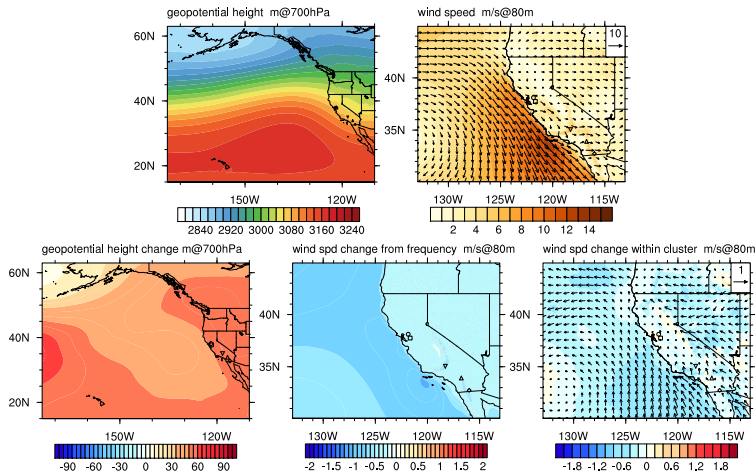 geopotential height m@700hPa
wind speed m/s@80m
60N
40N
20N
150W
120W
10
40N
35N
130W
125W
120W
115W
2840 2920 3000 3080 3160 3240
2 4 6 8 10 12 14
geopotential height change m@700hPa
wind spd change from frequency m/s@80m
wind spd change within cluster m/s@80m
60N
40N
20N
150W
120W
40N
35N
130W
125W
120W
115W
1
40N
35N
130W
125W
120W
115W
-90 -60 -30 0 30 60 90
-2 -1.5 -1 -0.5 0 0.5 1 1.5 2
-1.8 -1.2 -0.6 0 0.6 1.2 1.8